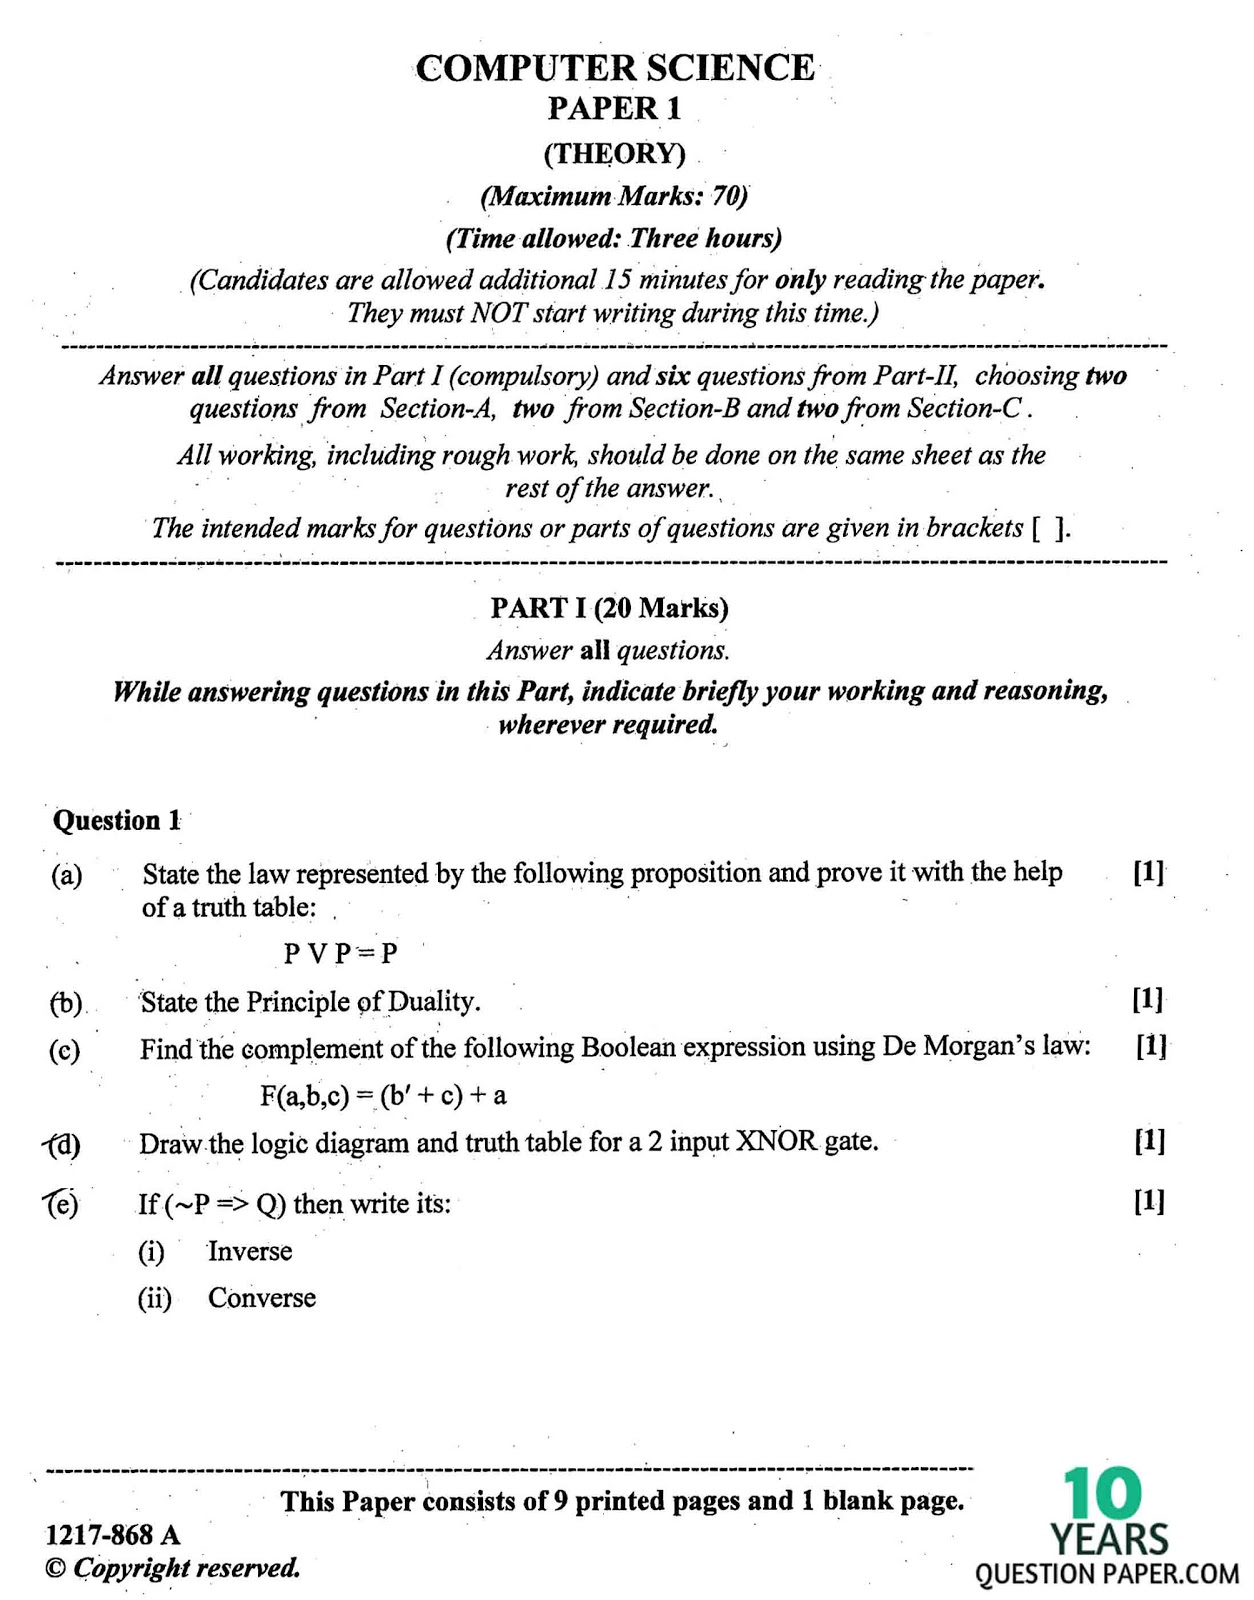 COMPUTER SCIENCE
PAPER 1
(THEORY)
(Maximum Marks: 70)
(Time allowed: Three hours)
(Candidates are allowed additional 15 minutes for only reading the paper.
They must NOT start writing during this time.)
Answer all questions in Part I (compulsory) and six questions from Part-II, choosing two
questions from Section-A, two from Section-B and two from Section-C.
All working, including rough work, should be done on the same sheet as the
rest of the answer.
The intended marks for questions or parts of questions are given in brackets [ ].
PART I (20 Marks)
Answer all questions.
While answering questions in this Part, indicate briefly your working and reasoning,
wherever required.
Question 1
(a) State the law represented by the following proposition and prove it with the help [1]
of a truth table:
P V P = P
(b) State the Principle of Duality. [1]
(c) Find the complement of the following Boolean expression using De Morgan's law: [1]
F(a,b,c) = (b′ + c) + a
(d) Draw the logic diagram and truth table for a 2 input XNOR gate. [1]
(e) If (~P => Q) then write its: [1]
(i) Inverse
(ii) Converse
This Paper consists of 9 printed pages and 1 blank page.
1217-868 A
© Copyright reserved.
10
YEARS
QUESTION PAPER.COM